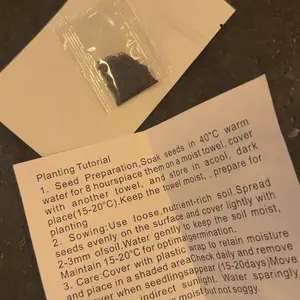 Planting Tutorial
1. Seed Preparation.Soak seeds in 40°C warm
water for 8 hoursplace them on a moist towel, cover
with another towel, and store in acool, dark
place(15-20°C).Keep the towel moist, , prepare for
planting
2. Sowing:Use loose,nutrient-rich soil.Spread
seeds evenly on the surface and cover lightly with
2-3mm ofsoil.Water gently to keep the soil moist,
Maintain 15-20°C for optimalgermination.
3. Care:Cover with plastic wrap to retain moisture
and place in a shaded area Check daily and remove
cover when seedlingsappear (15-20days)Move
indirect sunlight. Water sparingly
moistbut not soggy.